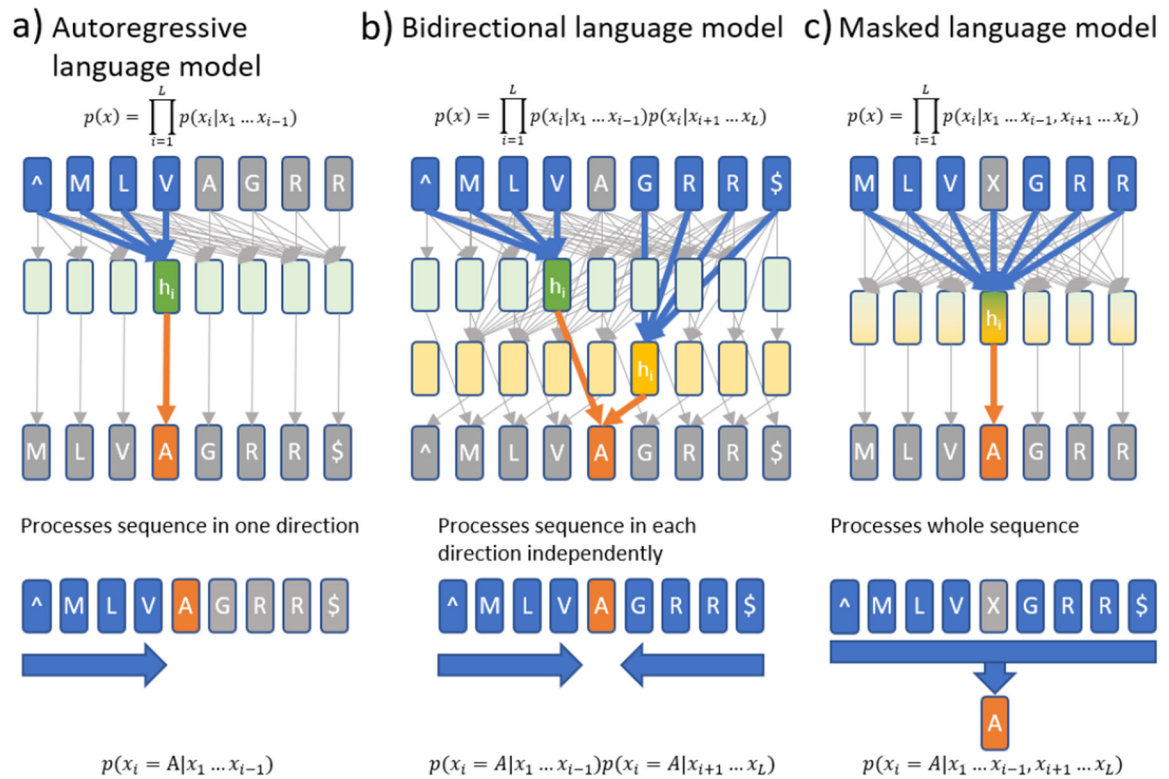 a) Autoregressive
language model
p(x) = ∏_{i=1}^{L} p(x_i|x_1 … x_{i−1})
^ M L V A G R R
h_i
M L V A G R R $
Processes sequence in one direction
^ M L V A G R R $
p(x_i = A|x_1 … x_{i−1})
b) Bidirectional language model
p(x) = ∏_{i=1}^{L} p(x_i|x_1 … x_{i−1})p(x_i|x_{i+1} … x_L)
^ M L V A G R R $
h_i
h_i
^ M L V A G R R $
Processes sequence in each
direction independently
^ M L V A G R R $
p(x_i = A|x_1 … x_{i−1})p(x_i = A|x_{i+1} … x_L)
c) Masked language model
p(x) = ∏_{i=1}^{L} p(x_i|x_1 … x_{i−1}, x_{i+1} … x_L)
M L V X G R R
h_i
M L V A G R R
Processes whole sequence
^ M L V X G R R $
A
p(x_i = A|x_1 … x_{i−1}, x_{i+1} … x_L)